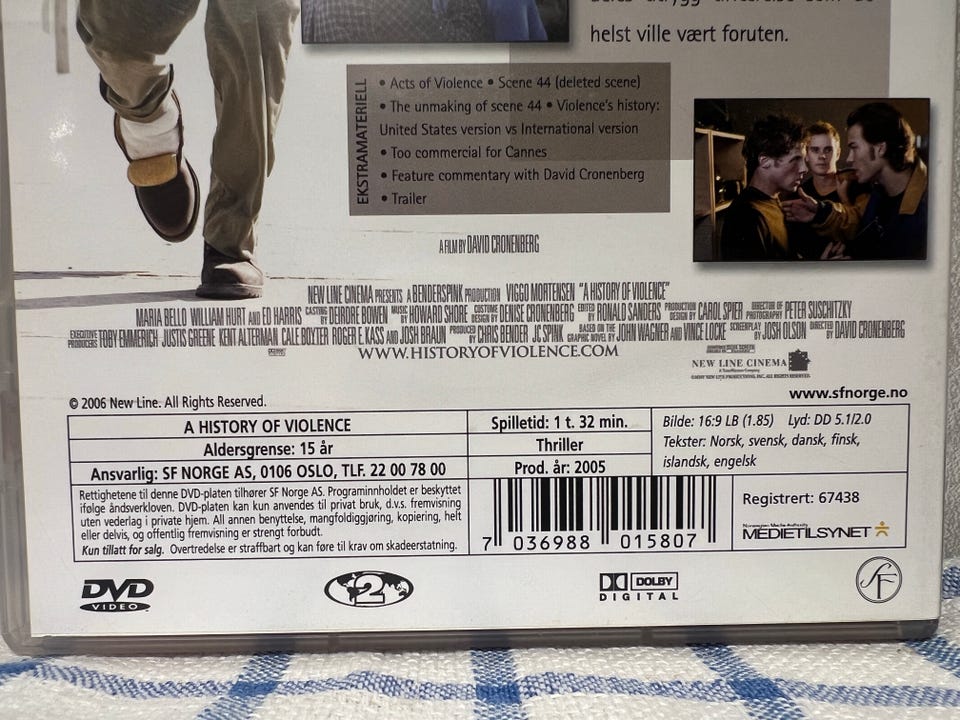 helst ville vært foruten.
EKSTRAMATERIELL
• Acts of Violence • Scene 44 (deleted scene)
• The unmaking of scene 44 • Violence's history:
United States version vs International version
• Too commercial for Cannes
• Feature commentary with David Cronenberg
• Trailer
A FILM BY DAVID CRONENBERG
NEW LINE CINEMA PRESENTS A BENDERSPINK PRODUCTION VIGGO MORTENSEN "A HISTORY OF VIOLENCE"
MARIA BELLO WILLIAM HURT AND ED HARRIS CASTING BY DEIRDRE BOWEN MUSIC BY HOWARD SHORE COSTUME DESIGN BY DENISE CRONENBERG EDITED BY RONALD SANDERS PRODUCTION DESIGN BY CAROL SPIER DIRECTOR OF PHOTOGRAPHY PETER SUSCHITZKY
EXECUTIVE PRODUCERS TOBY EMMERICH JUSTIS GREENE KENT ALTERMAN CALE BOYTER ROGER E KASS AND JOSH BRAUN PRODUCED BY CHRIS BENDER JC SPINK BASED ON THE GRAPHIC NOVEL BY JOHN WAGNER AND VINCE LOCKE SCREENPLAY BY JOSH OLSON DIRECTED BY DAVID CRONENBERG
WWW.HISTORYOFVIOLENCE.COM
NEW LINE CINEMA
www.sfnorge.no
© 2006 New Line. All Rights Reserved.
A HISTORY OF VIOLENCE
Aldersgrense: 15 år
Ansvarlig: SF NORGE AS, 0106 OSLO, TLF. 22 00 78 00
Spilletid: 1 t. 32 min.
Thriller
Prod. år: 2005
Bilde: 16:9 LB (1.85) Lyd: DD 5.1/2.0
Tekster: Norsk, svensk, dansk, finsk,
islandsk, engelsk
Rettighetene til denne DVD-platen tilhører SF Norge AS. Programinnholdet er beskyttet
ifølge åndsverkloven. DVD-platen kan kun anvendes til privat bruk, d.v.s. fremvisning
uten vederlag i private hjem. All annen benyttelse, mangfoldiggjøring, kopiering, helt
eller delvis, og offentlig fremvisning er strengt forbudt.
Kun tillatt for salg. Overtredelse er straffbart og kan føre til krav om skadeerstatning.
7 036988 015807
Registrert: 67438
Norwegian Media Authority
MEDIETILSYNET
DVD
VIDEO
2
DOLBY
DIGITAL
SF